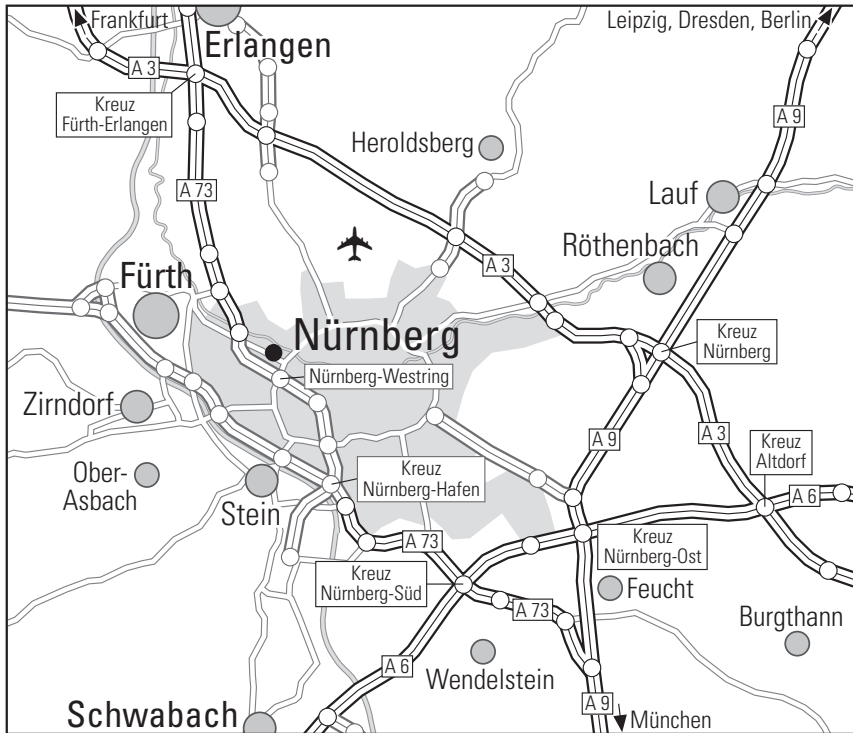 Frankfurt
Leipzig, Dresden, Berlin
Erlangen
A 3
Kreuz
Fürth-Erlangen
A 9
Heroldsberg
A 73
Lauf
Röthenbach
A 3
Fürth
Nürnberg
Kreuz
Nürnberg
Nürnberg-Westring
Zirndorf
A 9
A 3
Kreuz
Altdorf
Ober-
Asbach
Stein
Kreuz
Nürnberg-Hafen
A 6
A 73
Kreuz
Nürnberg-Ost
Kreuz
Nürnberg-Süd
Feucht
A 73
Burgthann
A 6
Wendelstein
Schwabach
A 9
München